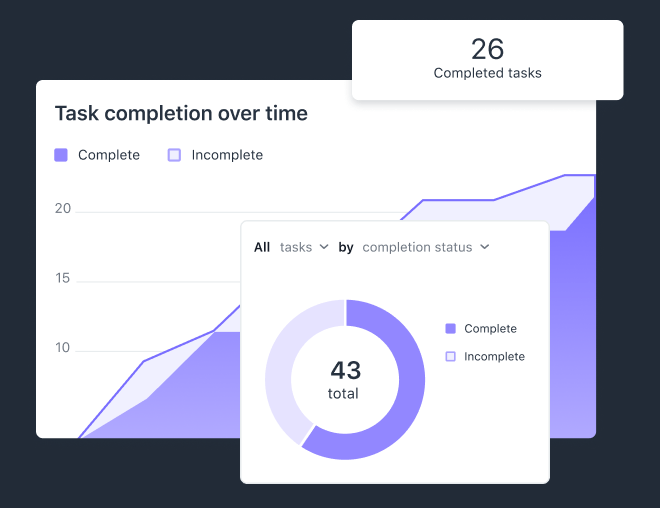 26
Completed tasks
Task completion over time
Complete
Incomplete
20
15
10
All tasks by completion status
43
total
Complete
Incomplete